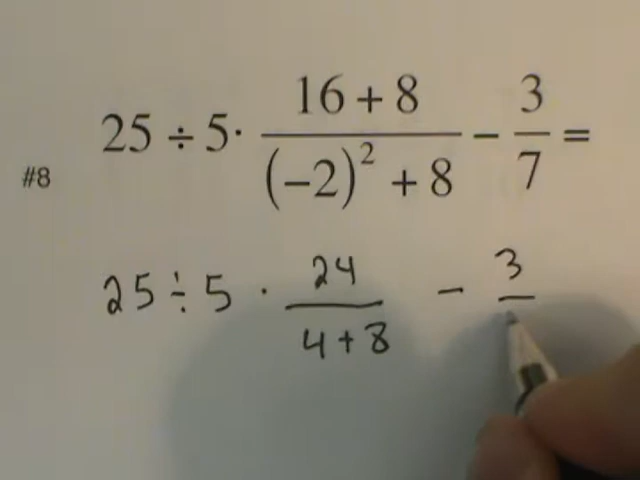 #8 25 ÷ 5 · (16 + 8)/((−2)² + 8) − 3/7 =
25 ÷ 5 · 24/(4 + 8) − 3/